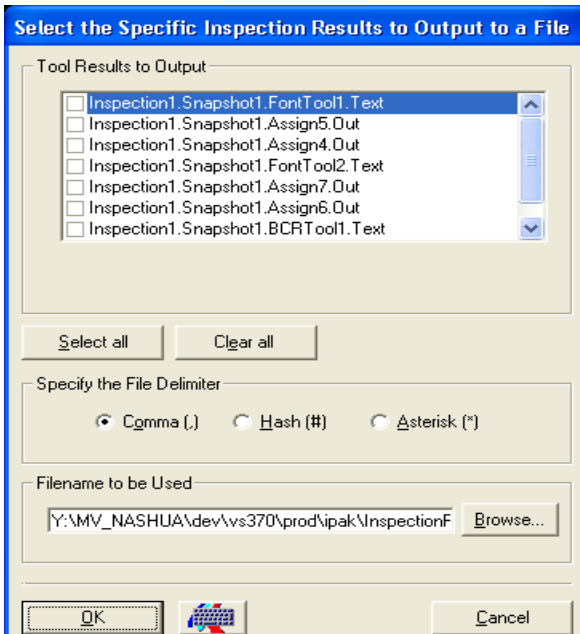 Select the Specific Inspection Results to Output to a File
Tool Results to Output
Inspection1.Snapshot1.FontTool1.Text
Inspection1.Snapshot1.Assign5.Out
Inspection1.Snapshot1.Assign4.Out
Inspection1.Snapshot1.FontTool2.Text
Inspection1.Snapshot1.Assign7.Out
Inspection1.Snapshot1.Assign6.Out
Inspection1.Snapshot1.BCRTool1.Text
Select all Clear all
Specify the File Delimiter
Comma (,) Hash (#) Asterisk (*)
Filename to be Used
Y:\MV_NASHUA\dev\vs370\prod\ipak\InspectionF Browse...
OK Cancel